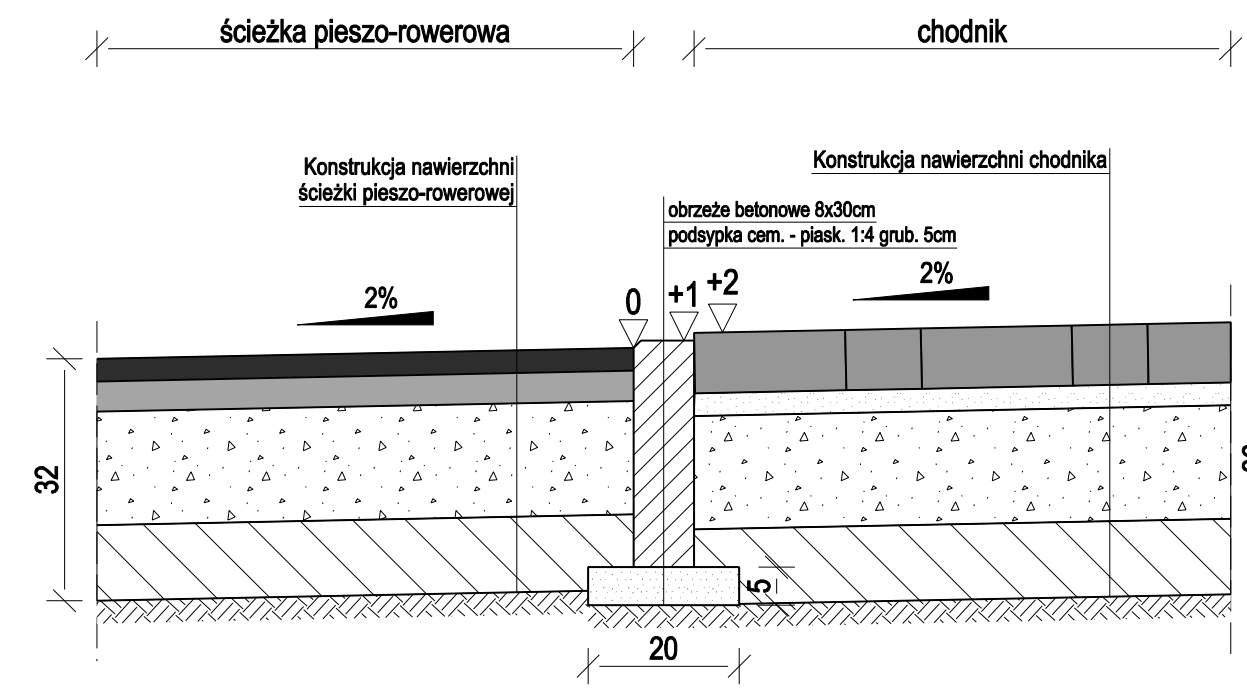 ścieżka pieszo-rowerowa
chodnik
Konstrukcja nawierzchni
ścieżki pieszo-rowerowej
Konstrukcja nawierzchni chodnika
obrzeże betonowe 8x30cm
podsypka cem. - piask. 1:4 grub. 5cm
2%
2%
0
+1
+2
32
5
20